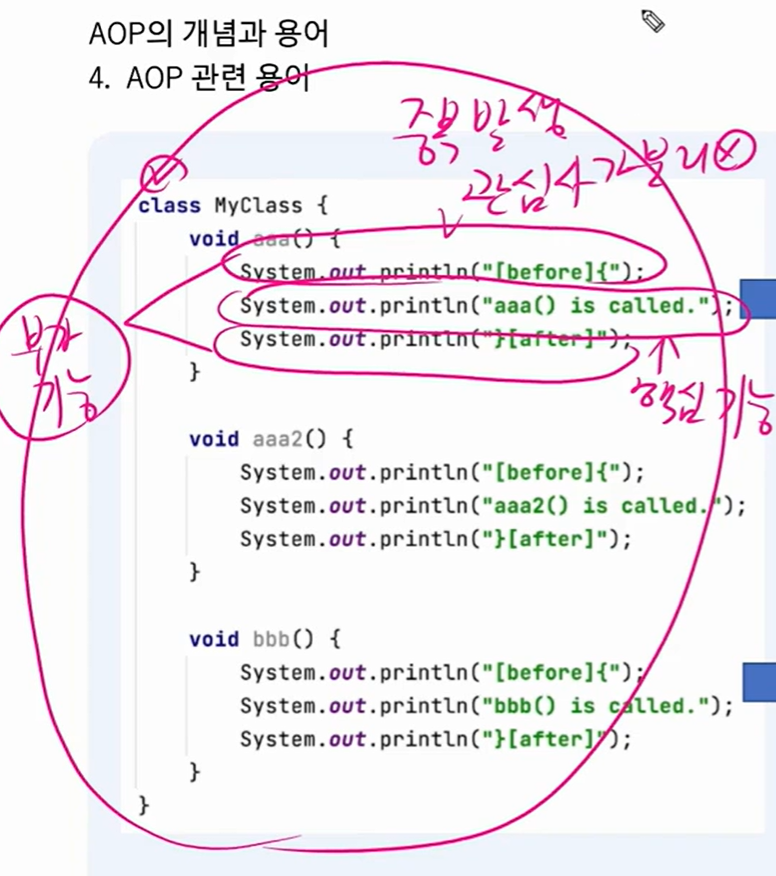 AOP의 개념과 용어
4. AOP 관련 용어
중복 발생
관심사가 분리 X
class MyClass {
void aaa() {
System.out.println("[before]{");
System.out.println("aaa() is called.");
System.out.println("}[after]");
}
부가
기능
핵심 기능
void aaa2() {
System.out.println("[before]{");
System.out.println("aaa2() is called.");
System.out.println("}[after]");
}
void bbb() {
System.out.println("[before]{");
System.out.println("bbb() is called.");
System.out.println("}[after]");
}
}